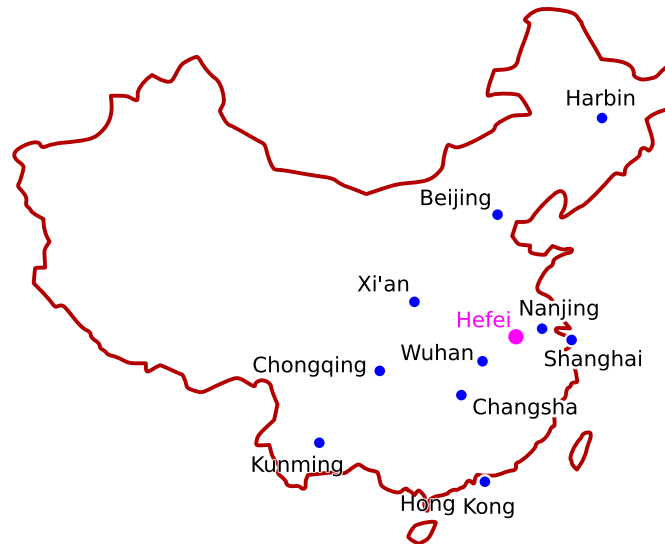 Harbin
Beijing
Xi'an
Nanjing
Hefei
Wuhan
Shanghai
Chongqing
Changsha
Kunming
Hong Kong